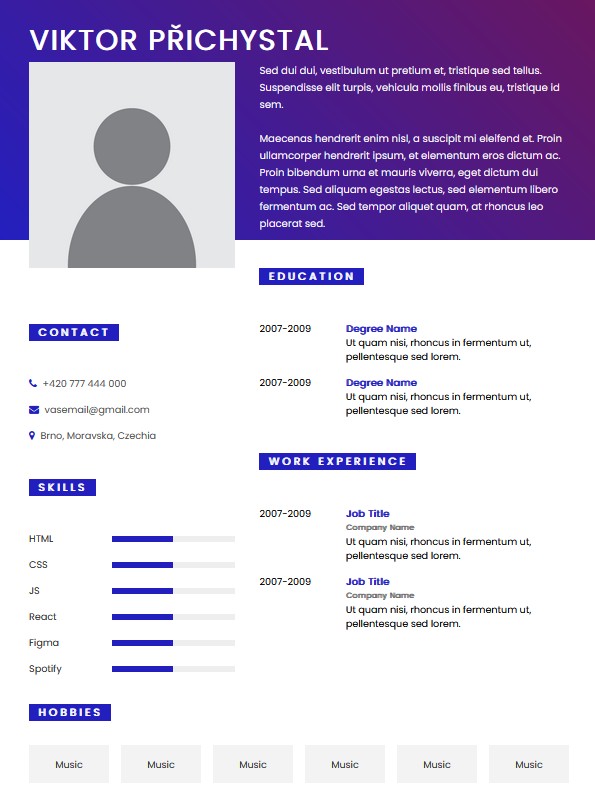 VIKTOR PŘICHYSTAL
Sed dui dui, vestibulum ut pretium et, tristique sed tellus.
Suspendisse elit turpis, vehicula mollis finibus eu, tristique id
sem.
Maecenas hendrerit enim nisl, a suscipit mi eleifend et. Proin
ullamcorper hendrerit ipsum, et elementum eros dictum ac.
Proin bibendum urna et mauris viverra, eget dictum dui
tempus. Sed aliquam egestas lectus, sed elementum libero
fermentum ac. Sed tempor aliquet quam, at rhoncus leo
placerat sed.
CONTACT
+420 777 444 000
vasemail@gmail.com
Brno, Moravska, Czechia
SKILLS
HTML
CSS
JS
React
Figma
Spotify
EDUCATION
2007-2009 Degree Name
Ut quam nisi, rhoncus in fermentum ut,
pellentesque sed lorem.
2007-2009 Degree Name
Ut quam nisi, rhoncus in fermentum ut,
pellentesque sed lorem.
WORK EXPERIENCE
2007-2009 Job Title
Company Name
Ut quam nisi, rhoncus in fermentum ut,
pellentesque sed lorem.
2007-2009 Job Title
Company Name
Ut quam nisi, rhoncus in fermentum ut,
pellentesque sed lorem.
HOBBIES
Music Music Music Music Music Music